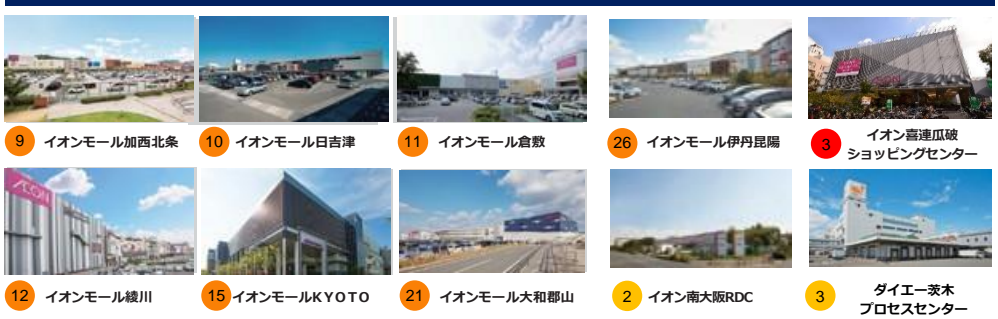 9 イオンモール加西北条
10 イオンモール日吉津
11 イオンモール倉敷
26 イオンモール伊丹昆陽
3 イオン喜連瓜破
ショッピングセンター
ÆON
12 イオンモール綾川
15 イオンモールKYOTO
21 イオンモール大和郡山
2 イオン南大阪RDC
3 ダイエー茨木
プロセスセンター